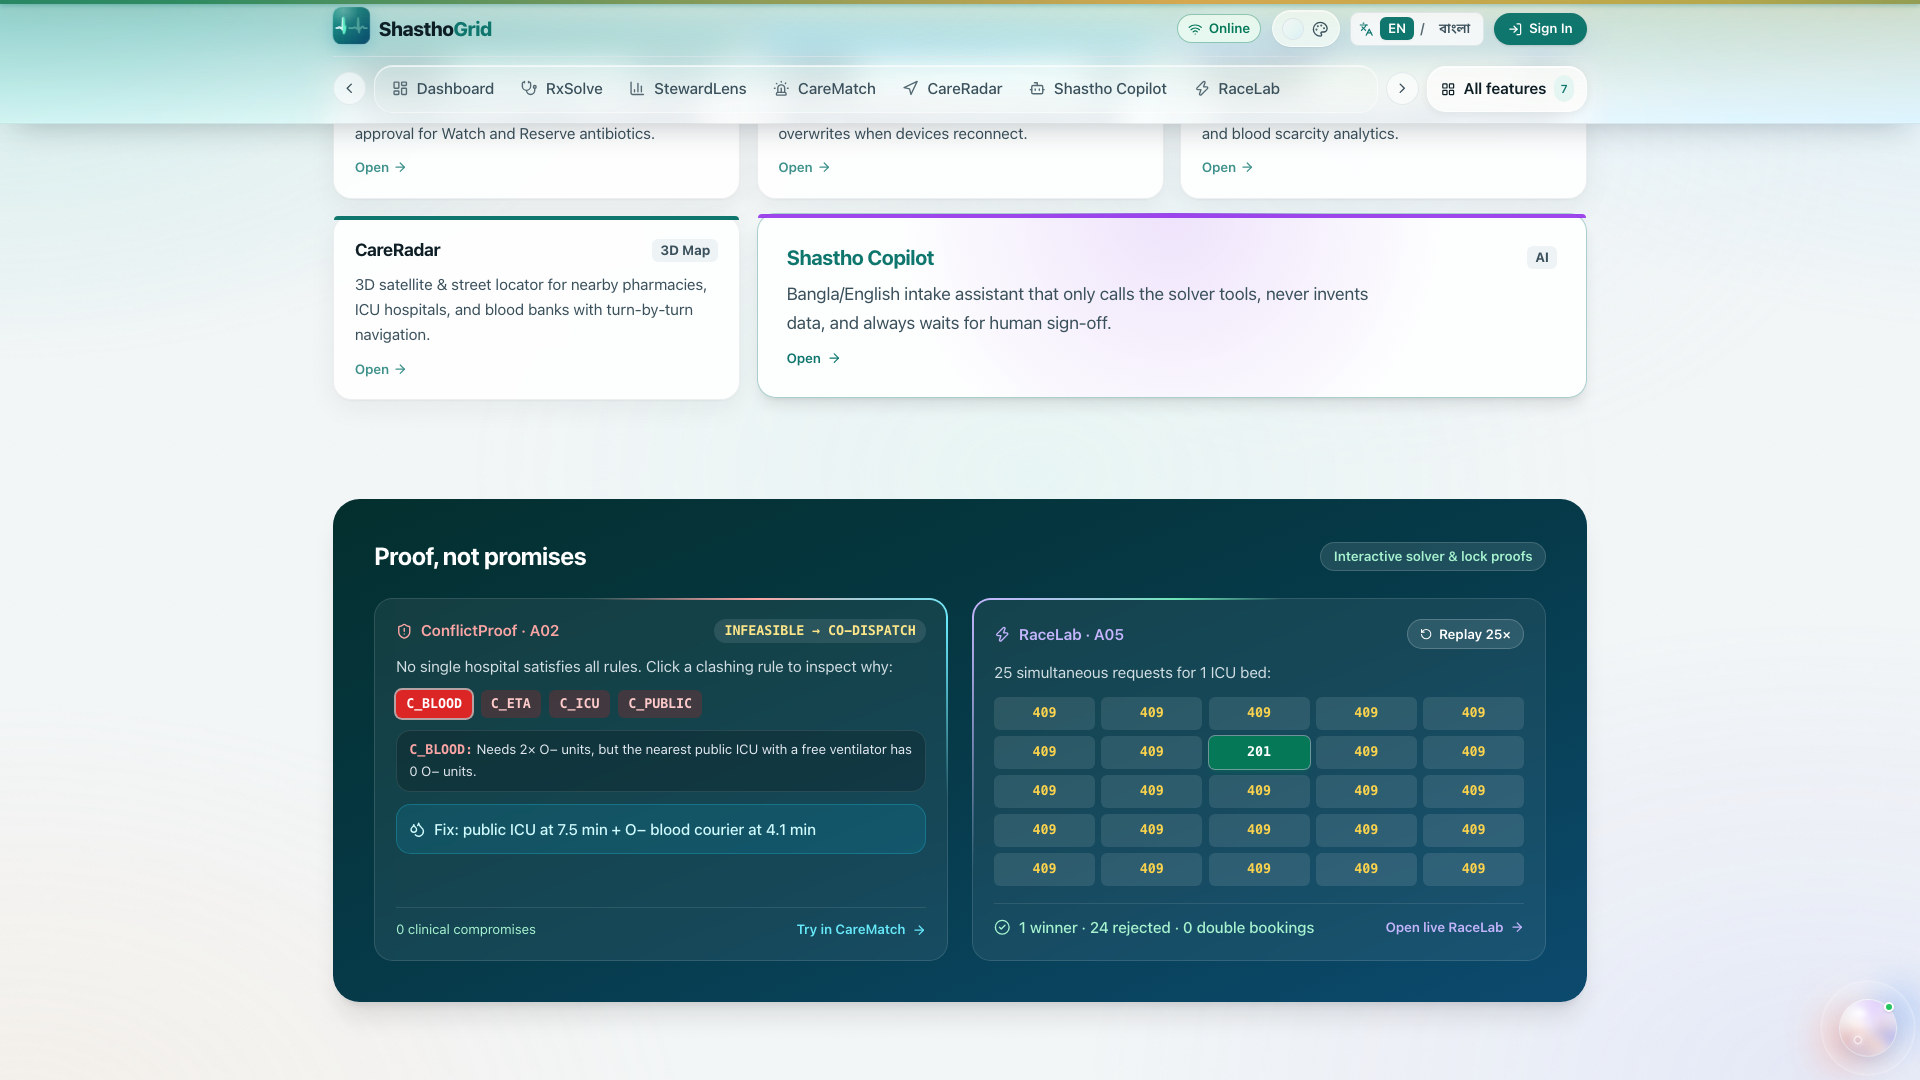 ShasthoGrid
Online
EN / বাংলা
Sign In
Dashboard
RxSolve
StewardLens
CareMatch
CareRadar
Shastho Copilot
RaceLab
All features 7
approval for Watch and Reserve antibiotics.
Open
overwrites when devices reconnect.
Open
and blood scarcity analytics.
Open
CareRadar
3D Map
3D satellite & street locator for nearby pharmacies,
ICU hospitals, and blood banks with turn-by-turn
navigation.
Open
Shastho Copilot
AI
Bangla/English intake assistant that only calls the solver tools, never invents
data, and always waits for human sign-off.
Open
Proof, not promises
Interactive solver & lock proofs
ConflictProof · A02
INFEASIBLE → CO-DISPATCH
No single hospital satisfies all rules. Click a clashing rule to inspect why:
C_BLOOD C_ETA C_ICU C_PUBLIC
C_BLOOD: Needs 2× O− units, but the nearest public ICU with a free ventilator has
0 O− units.
Fix: public ICU at 7.5 min + O− blood courier at 4.1 min
0 clinical compromises
Try in CareMatch →
RaceLab · A05
Replay 25×
25 simultaneous requests for 1 ICU bed:
409 409 409 409 409
409 409 201 409 409
409 409 409 409 409
409 409 409 409 409
409 409 409 409 409
1 winner · 24 rejected · 0 double bookings
Open live RaceLab →